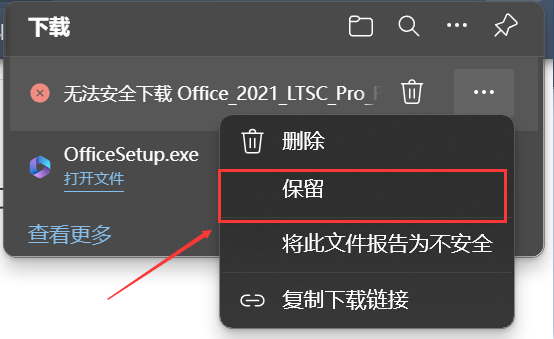 下载
无法安全下载 Office_2021_LTSC_Pro_
OfficeSetup.exe
打开文件
查看更多
删除
保留
将此文件报告为不安全
复制下载链接